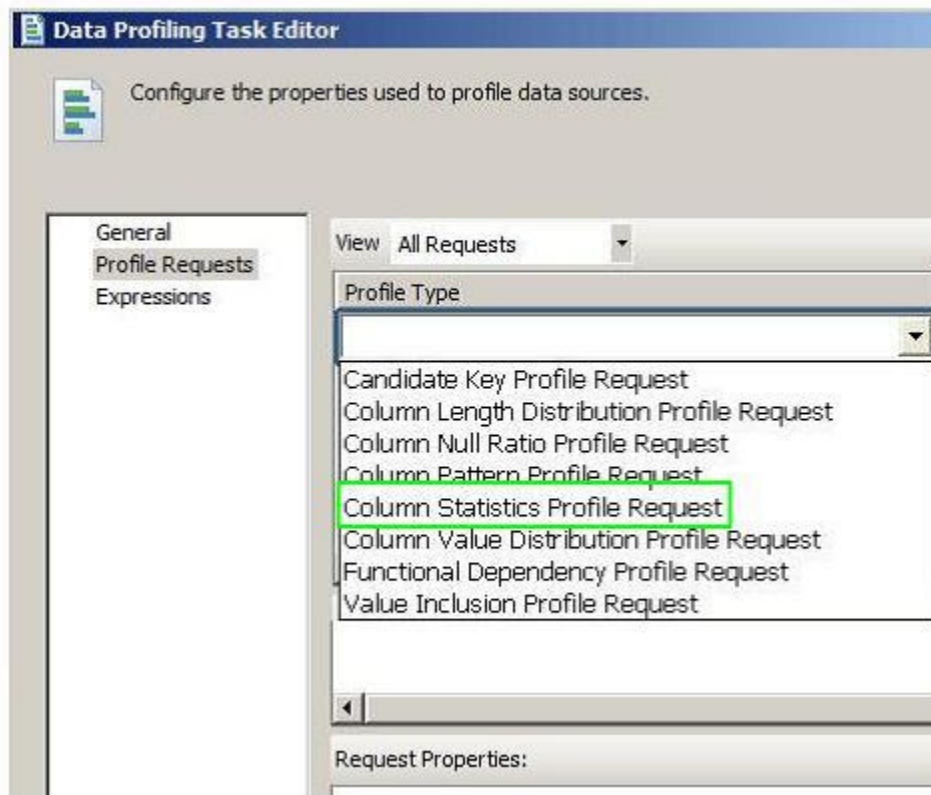 Data Profiling Task Editor
Configure the properties used to profile data sources.
General
Profile Requests
Expressions
View All Requests
Profile Type
Candidate Key Profile Request
Column Length Distribution Profile Request
Column Null Ratio Profile Request
Column Pattern Profile Request
Column Statistics Profile Request
Column Value Distribution Profile Request
Functional Dependency Profile Request
Value Inclusion Profile Request
Request Properties: